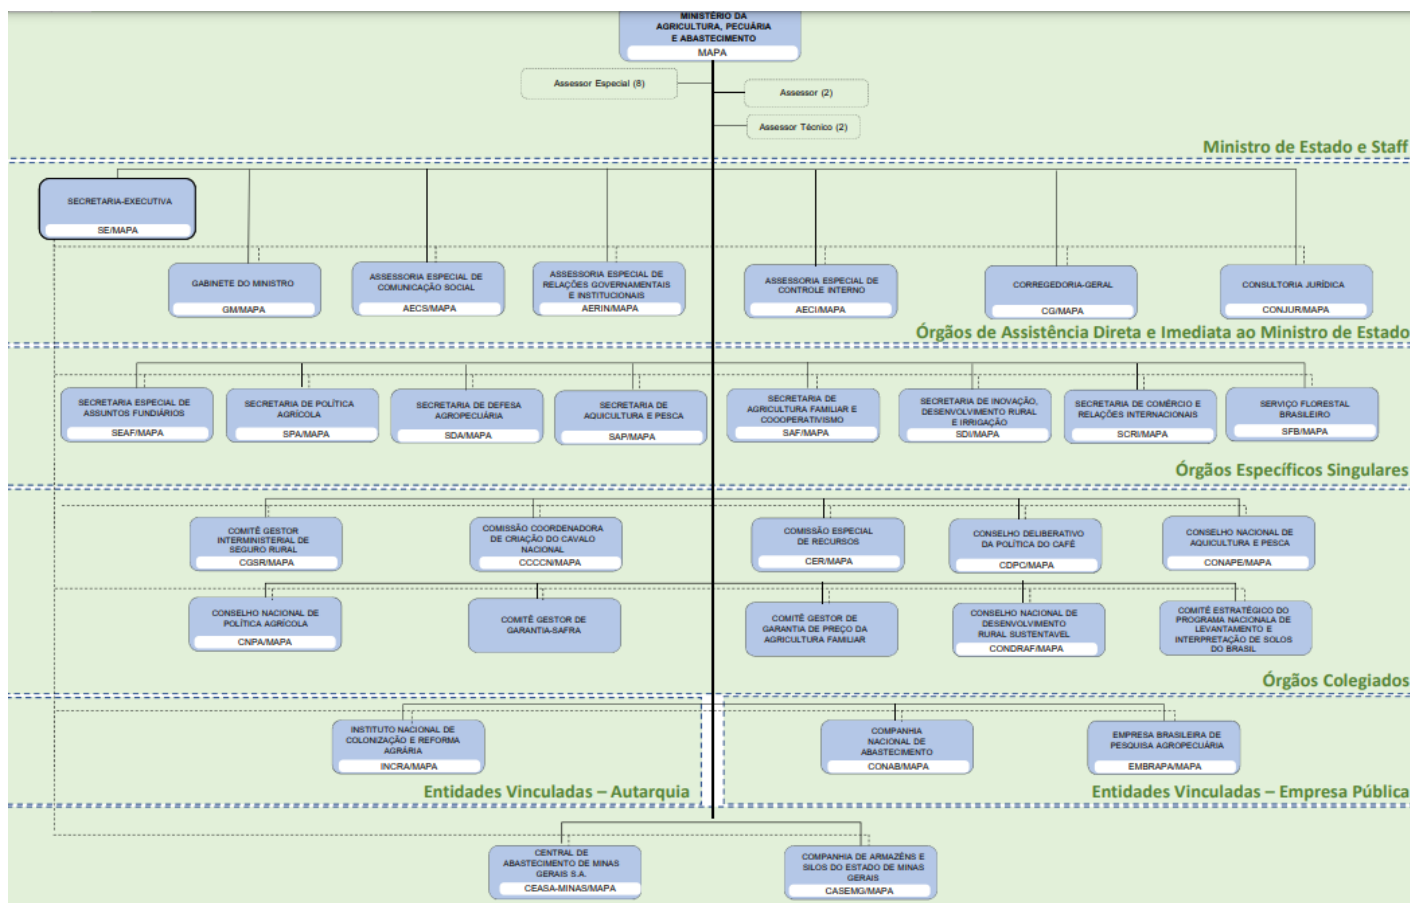 MINISTÉRIO DA
AGRICULTURA, PECUÁRIA
E ABASTECIMENTO
MAPA
Assessor Especial (8)
Assessor (2)
Assessor Técnico (2)
Ministro de Estado e Staff
SECRETARIA-EXECUTIVA
SE/MAPA
GABINETE DO MINISTRO
GM/MAPA
ASSESSORIA ESPECIAL DE
COMUNICAÇÃO SOCIAL
AECS/MAPA
ASSESSORIA ESPECIAL DE
RELAÇÕES GOVERNAMENTAIS
E INSTITUCIONAIS
AERIN/MAPA
ASSESSORIA ESPECIAL DE
CONTROLE INTERNO
AECI/MAPA
CORREGEDORIA-GERAL
CG/MAPA
CONSULTORIA JURÍDICA
CONJUR/MAPA
Órgãos de Assistência Direta e Imediata ao Ministro de Estado
SECRETARIA ESPECIAL DE
ASSUNTOS FUNDIÁRIOS
SEAF/MAPA
SECRETARIA DE POLÍTICA
AGRÍCOLA
SPA/MAPA
SECRETARIA DE DEFESA
AGROPECUÁRIA
SDA/MAPA
SECRETARIA DE
AQUICULTURA E PESCA
SAP/MAPA
SECRETARIA DE
AGRICULTURA FAMILIAR E
COOOPERATIVISMO
SAF/MAPA
SECRETARIA DE INOVAÇÃO,
DESENVOLVIMENTO RURAL
E IRRIGAÇÃO
SDI/MAPA
SECRETARIA DE COMÉRCIO E
RELAÇÕES INTERNACIONAIS
SCRI/MAPA
SERVIÇO FLORESTAL
BRASILEIRO
SFB/MAPA
Órgãos Específicos Singulares
COMITÊ GESTOR
INTERMINISTERIAL DE
SEGURO RURAL
CGSR/MAPA
COMISSÃO COORDENADORA
DE CRIAÇÃO DO CAVALO
NACIONAL
CCCCN/MAPA
COMISSÃO ESPECIAL
DE RECURSOS
CER/MAPA
CONSELHO DELIBERATIVO
DA POLÍTICA DO CAFÉ
CDPC/MAPA
CONSELHO NACIONAL DE
AQUICULTURA E PESCA
CONAPE/MAPA
CONSELHO NACIONAL DE
POLÍTICA AGRÍCOLA
CNPA/MAPA
COMITÊ GESTOR DE
GARANTIA-SAFRA
COMITÊ GESTOR DE
GARANTIA DE PREÇO DA
AGRICULTURA FAMILIAR
CONSELHO NACIONAL DE
DESENVOLVIMENTO
RURAL SUSTENTAVEL
CONDRAF/MAPA
COMITÉ ESTRATÉGICO DO
PROGRAMA NACIONALA DE
LEVANTAMENTO E
INTERPRETAÇÃO DE SOLOS
DO BRASIL
Órgãos Colegiados
INSTITUTO NACIONAL DE
COLONIZAÇÃO E REFORMA
AGRÁRIA
INCRA/MAPA
COMPANHIA
NACIONAL DE
ABASTECIMENTO
CONAB/MAPA
EMPRESA BRASILEIRA DE
PESQUISA AGROPECUÁRIA
EMBRAPA/MAPA
Entidades Vinculadas – Autarquia
Entidades Vinculadas – Empresa Pública
CENTRAL DE
ABASTECIMENTO DE MINAS
GERAIS S.A.
CEASA-MINAS/MAPA
COMPANHIA DE ARMAZÉNS E
SILOS DO ESTADO DE MINAS
GERAIS
CASEMG/MAPA